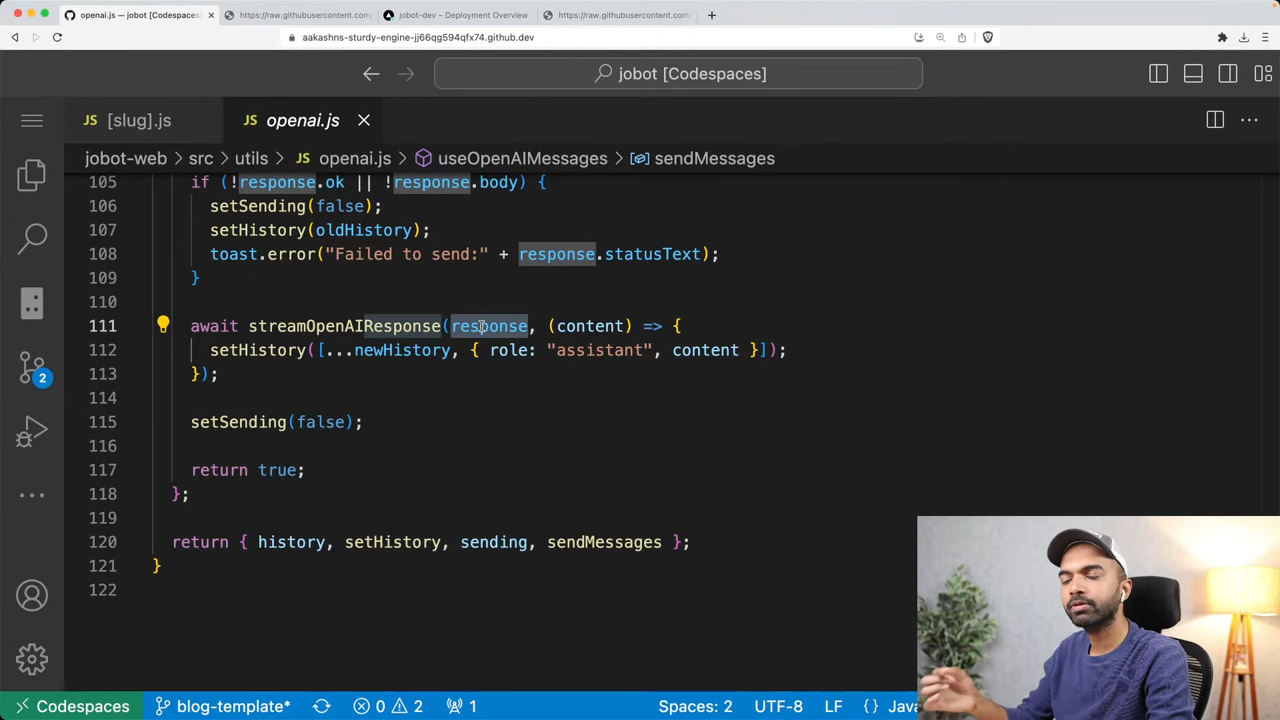 openai.js — jobot [Codespaces]
https://raw.githubusercontent.com/
jobot-dev – Deployment Overview
https://raw.githubusercontent.com/
aakashns-sturdy-engine-jj66qg594qfx74.github.dev
jobot [Codespaces]
JS [slug].js
JS openai.js
jobot-web > src > utils > JS openai.js > useOpenAIMessages > sendMessages
105 if (!response.ok || !response.body) {
106 setSending(false);
107 setHistory(oldHistory);
108 toast.error("Failed to send:" + response.statusText);
109 }
110
111 await streamOpenAIResponse(response, (content) => {
112 setHistory([...newHistory, { role: "assistant", content }]);
113 });
114
115 setSending(false);
116
117 return true;
118 };
119
120 return { history, setHistory, sending, sendMessages };
121 }
122
2
Codespaces blog-template* 0 2 1 Spaces: 2 UTF-8 LF {} Java